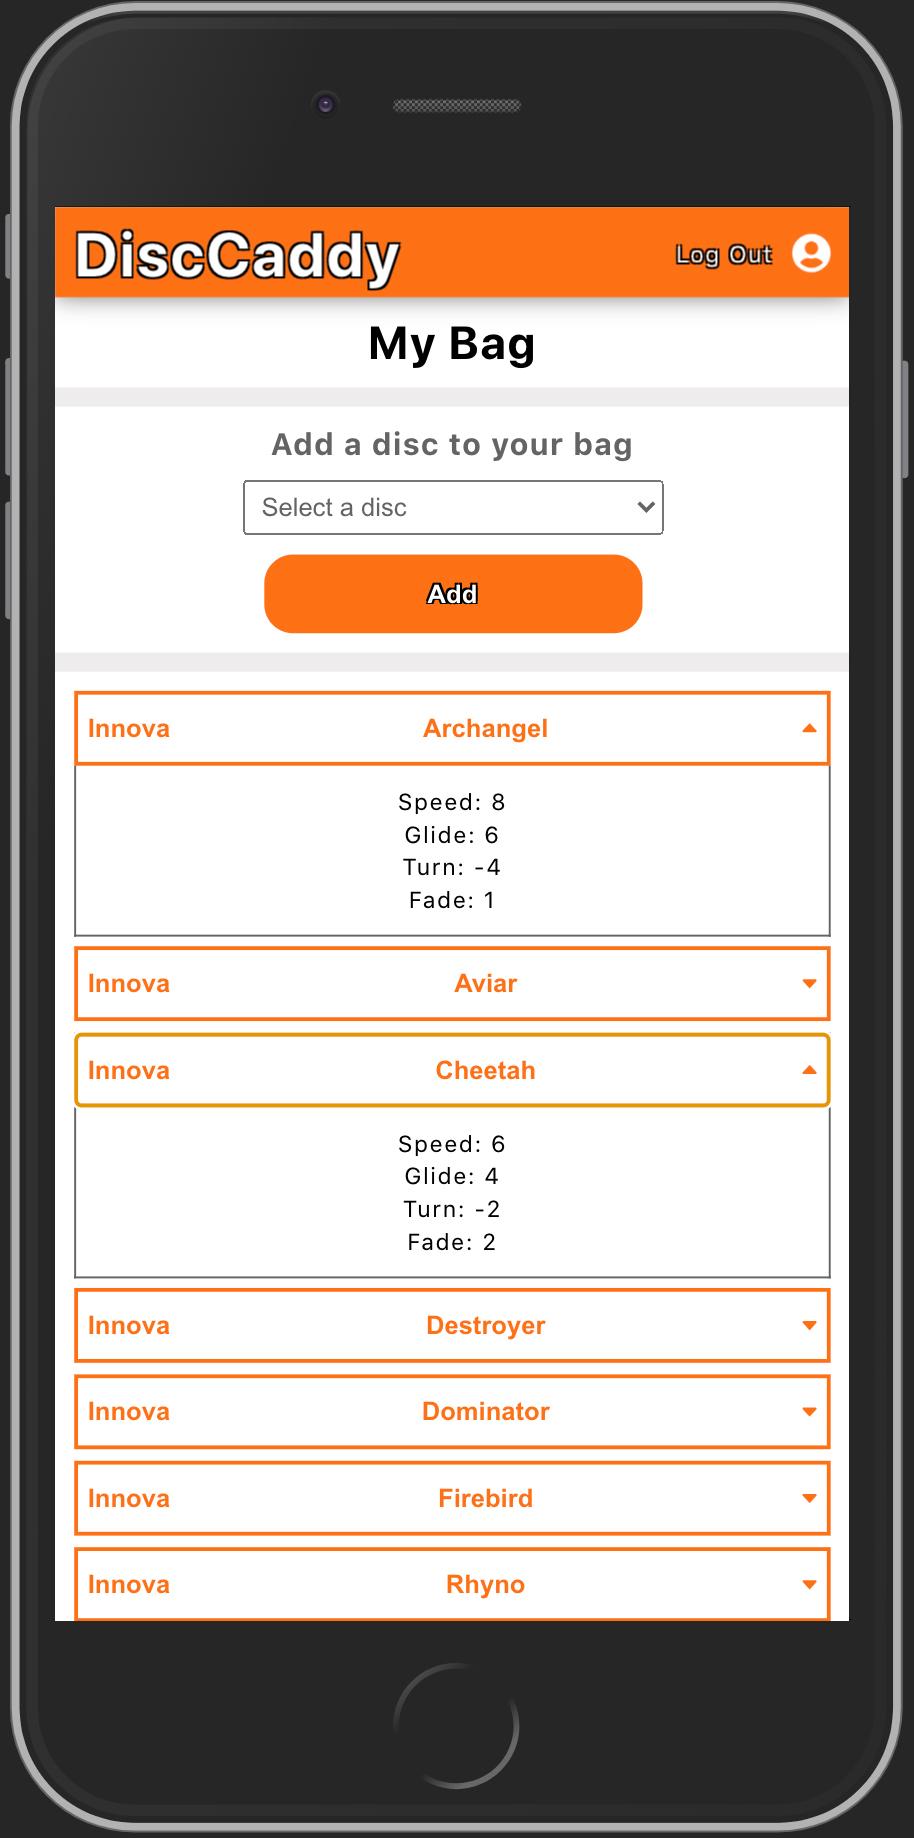 DiscCaddy Log Out
My Bag
Add a disc to your bag
Select a disc
Add
Innova Archangel
Speed: 8
Glide: 6
Turn: -4
Fade: 1
Innova Aviar
Innova Cheetah
Speed: 6
Glide: 4
Turn: -2
Fade: 2
Innova Destroyer
Innova Dominator
Innova Firebird
Innova Rhyno